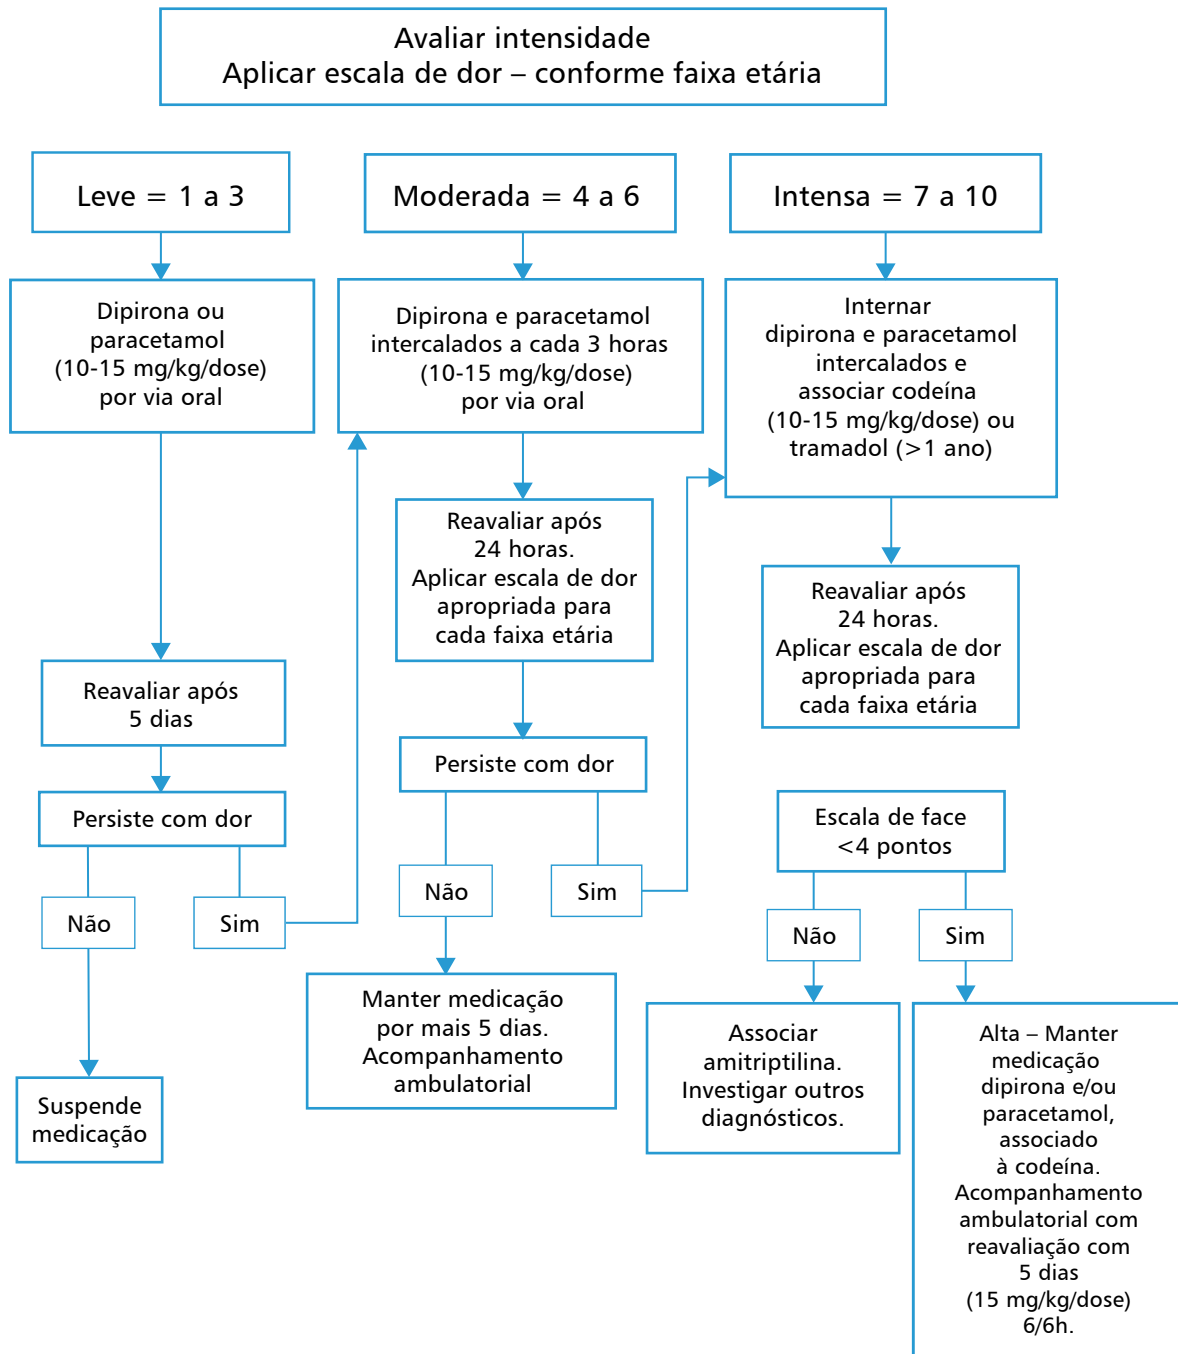 Avaliar intensidade
Aplicar escala de dor – conforme faixa etária
Leve = 1 a 3
Dipirona ou
paracetamol
(10-15 mg/kg/dose)
por via oral
Reavaliar após
5 dias
Persiste com dor
Não
Sim
Suspende
medicação
Moderada = 4 a 6
Dipirona e paracetamol
intercalados a cada 3 horas
(10-15 mg/kg/dose)
por via oral
Reavaliar após
24 horas.
Aplicar escala de dor
apropriada para
cada faixa etária
Persiste com dor
Não
Sim
Manter medicação
por mais 5 dias.
Acompanhamento
ambulatorial
Intensa = 7 a 10
Internar
dipirona e paracetamol
intercalados e
associar codeína
(10-15 mg/kg/dose) ou
tramadol (>1 ano)
Reavaliar após
24 horas.
Aplicar escala de dor
apropriada para
cada faixa etária
Escala de face
<4 pontos
Não
Sim
Associar
amitriptilina.
Investigar outros
diagnósticos.
Alta – Manter
medicação
dipirona e/ou
paracetamol,
associado
à codeína.
Acompanhamento
ambulatorial com
reavaliação com
5 dias
(15 mg/kg/dose)
6/6h.